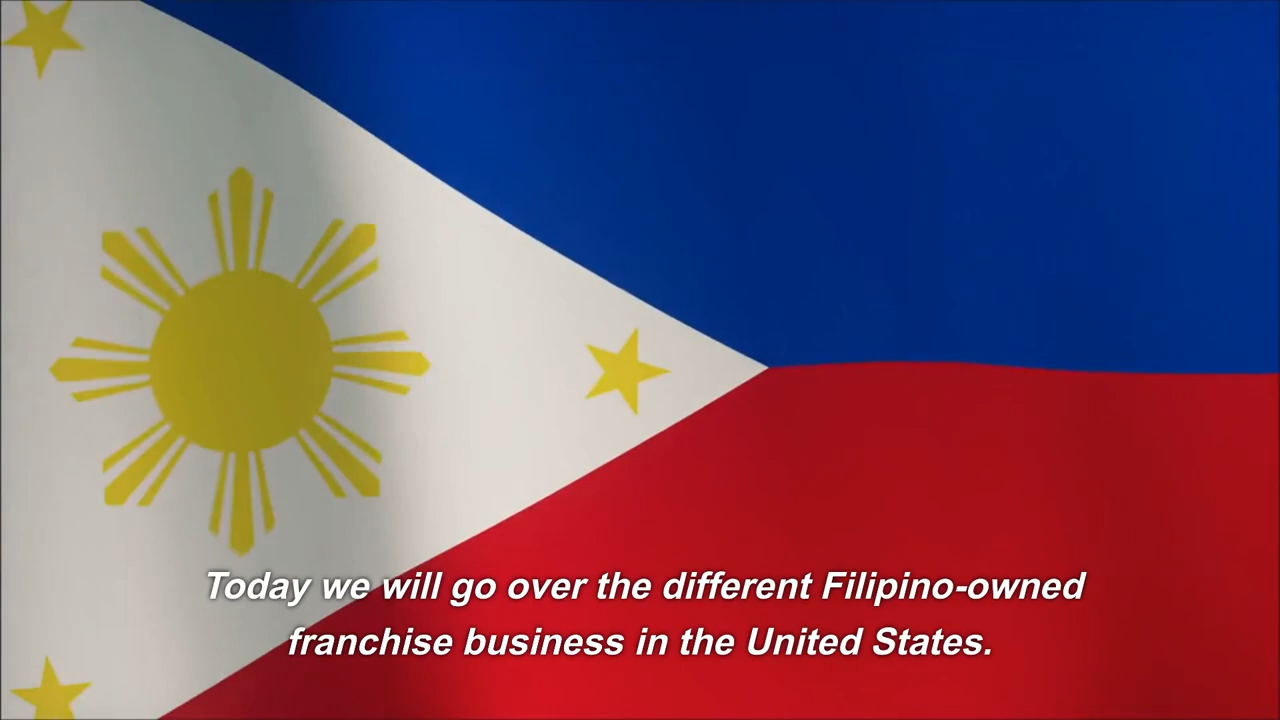 Today we will go over the different Filipino-owned
franchise business in the United States.